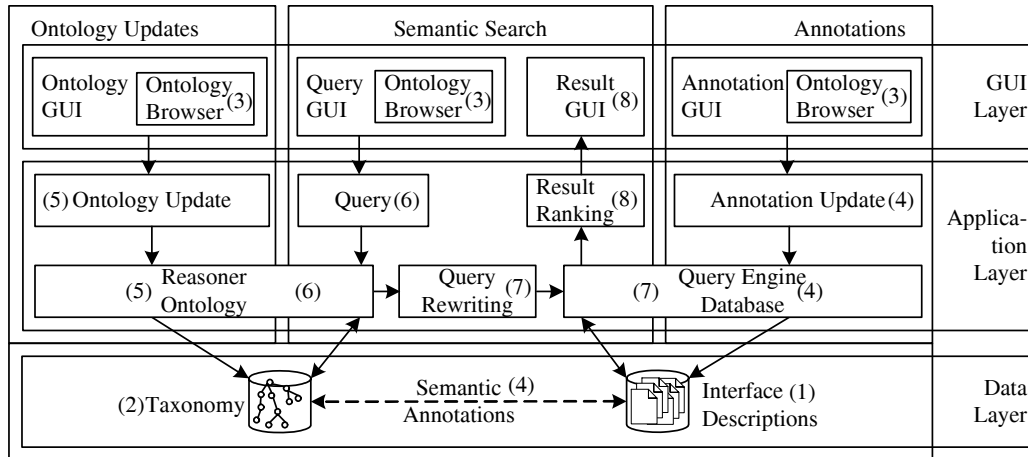 Ontology Updates
Semantic Search
Annotations
Ontology
GUI
Ontology
Browser (3)
Query
GUI
Ontology
Browser (3)
Result
GUI (8)
Annotation
GUI
Ontology
Browser (3)
GUI
Layer
(5) Ontology Update
Query (6)
Result
Ranking (8)
Annotation Update (4)
(5) Reasoner (6)
Ontology
Query
Rewriting (7)
(7) Query Engine (4)
Database
Applica-
tion
Layer
(2) Taxonomy
Semantic (4)
Annotations
Interface (1)
Descriptions
Data
Layer